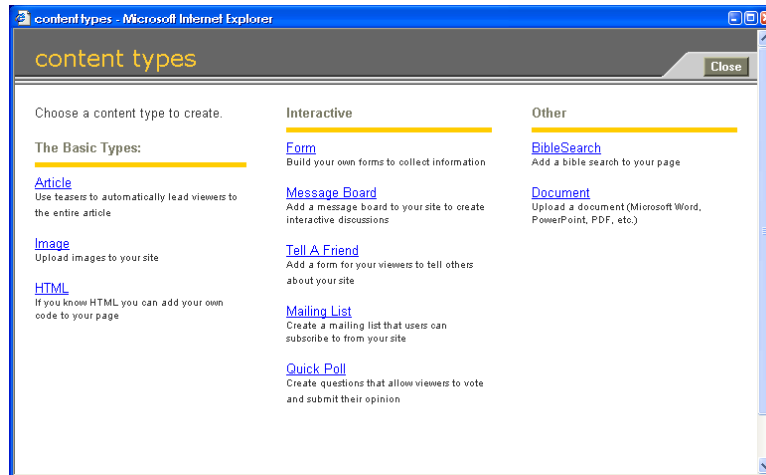 content types - Microsoft Internet Explorer
content types
Close
Choose a content type to create.
The Basic Types:
Article
Use teasers to automatically lead viewers to
the entire article
Image
Upload images to your site
HTML
If you know HTML you can add your own
code to your page
Interactive
Form
Build your own forms to collect information
Message Board
Add a message board to your site to create
interactive discussions
Tell A Friend
Add a form for your viewers to tell others
about your site
Mailing List
Create a mailing list that users can
subscribe to from your site
Quick Poll
Create questions that allow viewers to vote
and submit their opinion
Other
BibleSearch
Add a bible search to your page
Document
Upload a document (Microsoft Word,
PowerPoint, PDF, etc.)